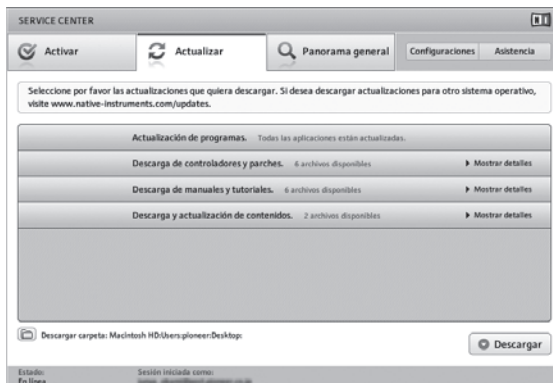 SERVICE CENTER
Activar
Actualizar
Panorama general
Configuraciones
Asistencia
Seleccione por favor las actualizaciones que quiera descargar. Si desea descargar actualizaciones para otro sistema operativo,
visite www.native-instruments.com/updates.
Actualización de programas. Todas las aplicaciones están actualizadas.
Descarga de controladores y parches. 6 archivos disponibles Mostrar detalles
Descarga de manuales y tutoriales. 6 archivos disponibles Mostrar detalles
Descarga y actualización de contenidos. 2 archivos disponibles Mostrar detalles
Descargar carpeta: Macintosh HD:Users:pioneer:Desktop:
Descargar
Estado: Sesión iniciada como:
En línea